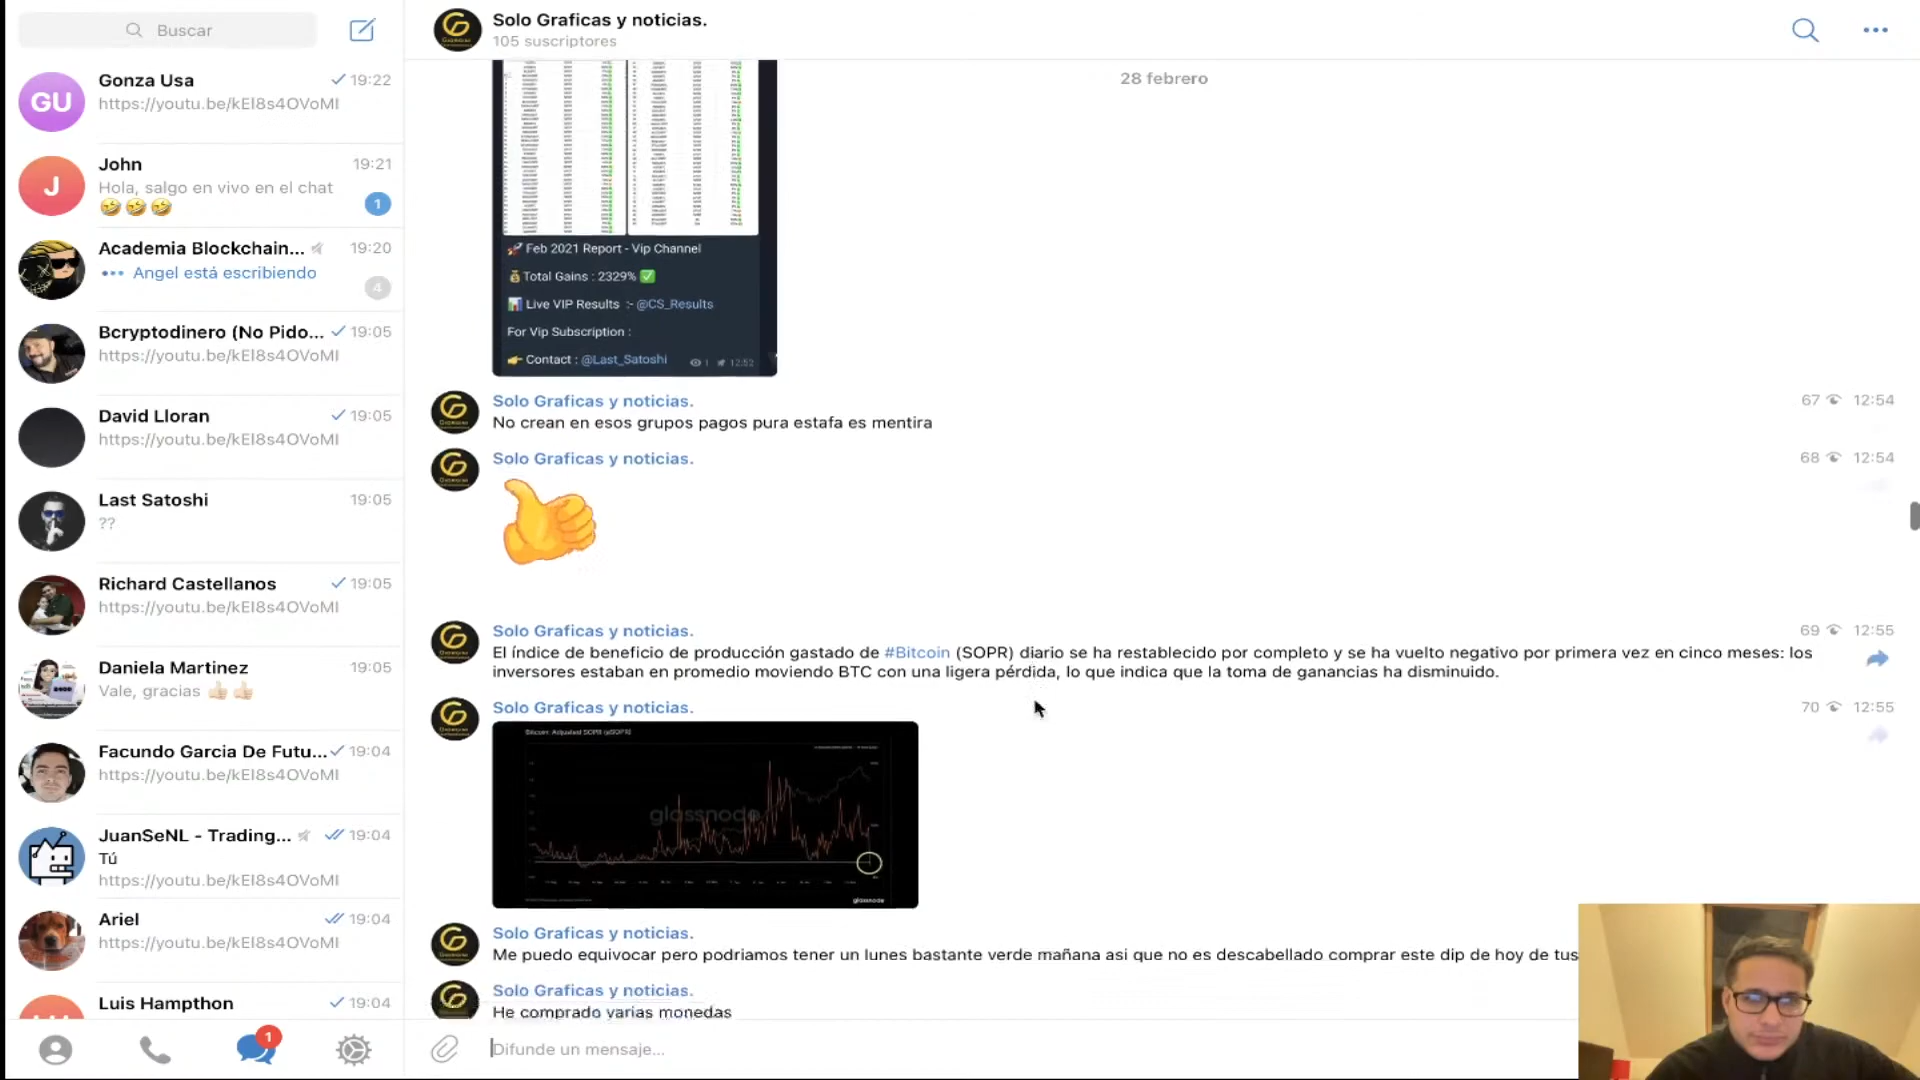 Buscar
Gonza Usa
19:22
https://youtu.be/kEl8s4OVoMI
GU
John
19:21
Hola, salgo en vivo en el chat
1
J
Academia Blockchain...
19:20
Angel está escribiendo
4
Bcryptodinero (No Pido...
19:05
https://youtu.be/kEl8s4OVoMI
David Lloran
19:05
https://youtu.be/kEl8s4OVoMI
Last Satoshi
19:05
??
Richard Castellanos
19:05
https://youtu.be/kEl8s4OVoMI
Daniela Martinez
19:05
Vale, gracias
Facundo Garcia De Futu...
19:04
https://youtu.be/kEl8s4OVoMI
JuanSeNL - Trading...
19:04
Tú
https://youtu.be/kEl8s4OVoMI
Ariel
19:04
https://youtu.be/kEl8s4OVoMI
Luis Hampthon
19:04
1
Solo Graficas y noticias.
105 suscriptores
28 febrero
Feb 2021 Report - Vip Channel
Total Gains : 2329%
Live VIP Results :- @CS_Results
For Vip Subscription :
Contact : @Last_Satoshi
1 12:52
Solo Graficas y noticias.
67 12:54
No crean en esos grupos pagos pura estafa es mentira
Solo Graficas y noticias.
68 12:54
Solo Graficas y noticias.
69 12:55
El índice de beneficio de producción gastado de #Bitcoin (SOPR) diario se ha restablecido por completo y se ha vuelto negativo por primera vez en cinco meses: los
inversores estaban en promedio moviendo BTC con una ligera pérdida, lo que indica que la toma de ganancias ha disminuido.
Solo Graficas y noticias.
70 12:55
Bitcoin: Adjusted SOPR (aSOPR)
glassnode
glassnode
Solo Graficas y noticias.
Me puedo equivocar pero podriamos tener un lunes bastante verde mañana asi que no es descabellado comprar este dip de hoy de tus
Solo Graficas y noticias.
He comprado varias monedas
Difunde un mensaje...